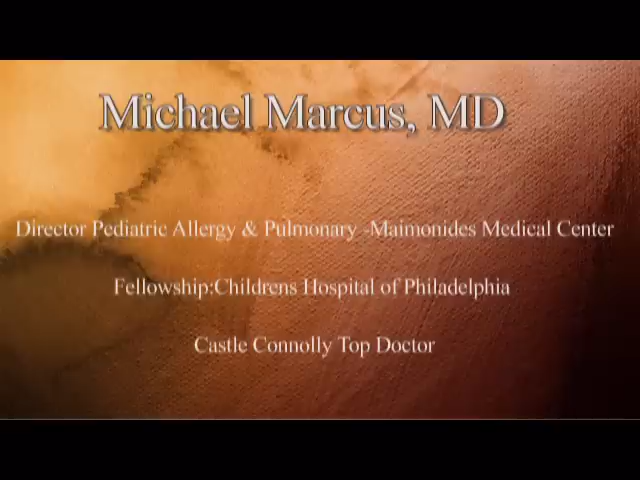 Michael Marcus, MD
Director Pediatric Allergy & Pulmonary -Maimonides Medical Center
Fellowship:Childrens Hospital of Philadelphia
Castle Connolly Top Doctor